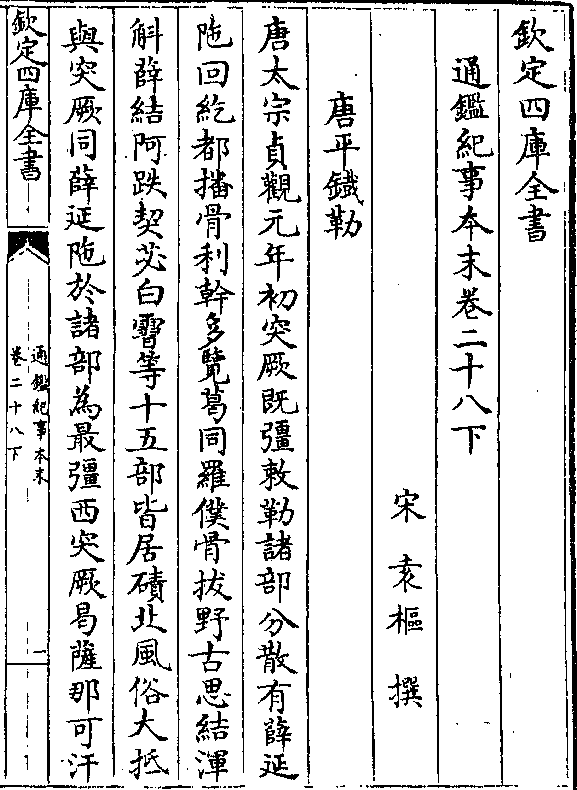 欽定四庫全書
通鑑紀事本末卷二十八下
宋 袁樞 撰
唐平鐵勒
唐太宗貞觀元年初突厥既彊敕勒諸部分散有薛延
陁回紇都播骨利幹多覽葛同羅僕骨拔野古思結渾
斛薛結阿跌契苾白霫等十五部皆居磧北風俗大抵
與突厥同薛延陁於諸部為最彊西突厥曷薩那可汗
欽定四庫全書
通鑑紀事本末
卷二十八下
一